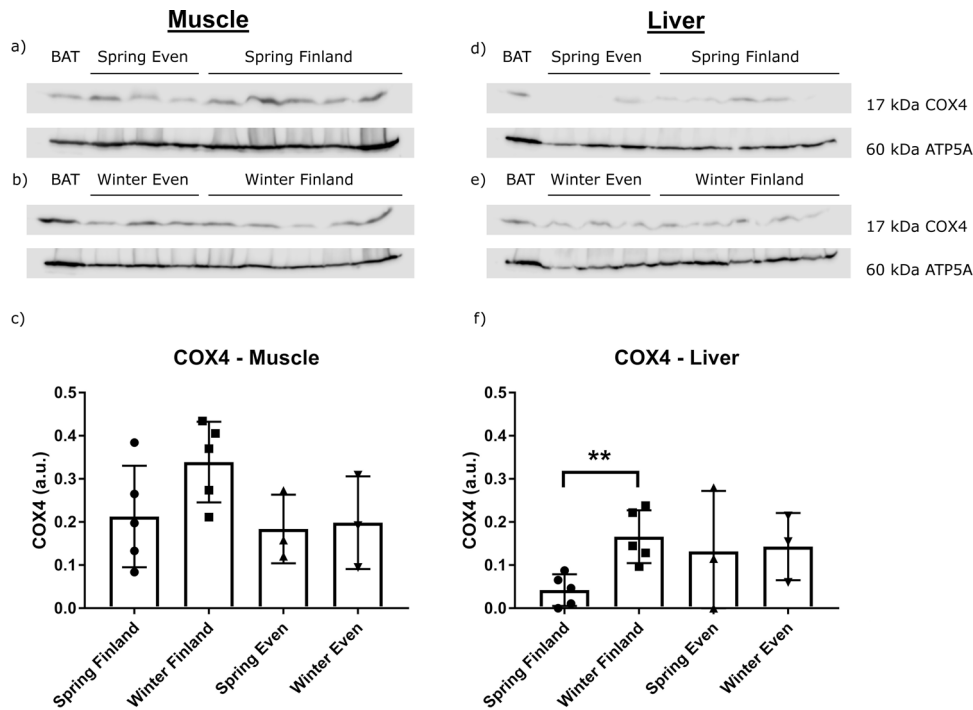 Muscle
Liver
a)
BAT Spring Even Spring Finland
d)
BAT Spring Even Spring Finland
17 kDa COX4
60 kDa ATP5A
b)
BAT Winter Even Winter Finland
e)
BAT Winter Even Winter Finland
17 kDa COX4
60 kDa ATP5A
c)
COX4 - Muscle
COX4 (a.u.)
0.5
0.4
0.3
0.2
0.1
0.0
Spring Finland
Winter Finland
Spring Even
Winter Even
f)
COX4 - Liver
COX4 (a.u.)
0.5
0.4
0.3
0.2
0.1
0.0
**
Spring Finland
Winter Finland
Spring Even
Winter Even